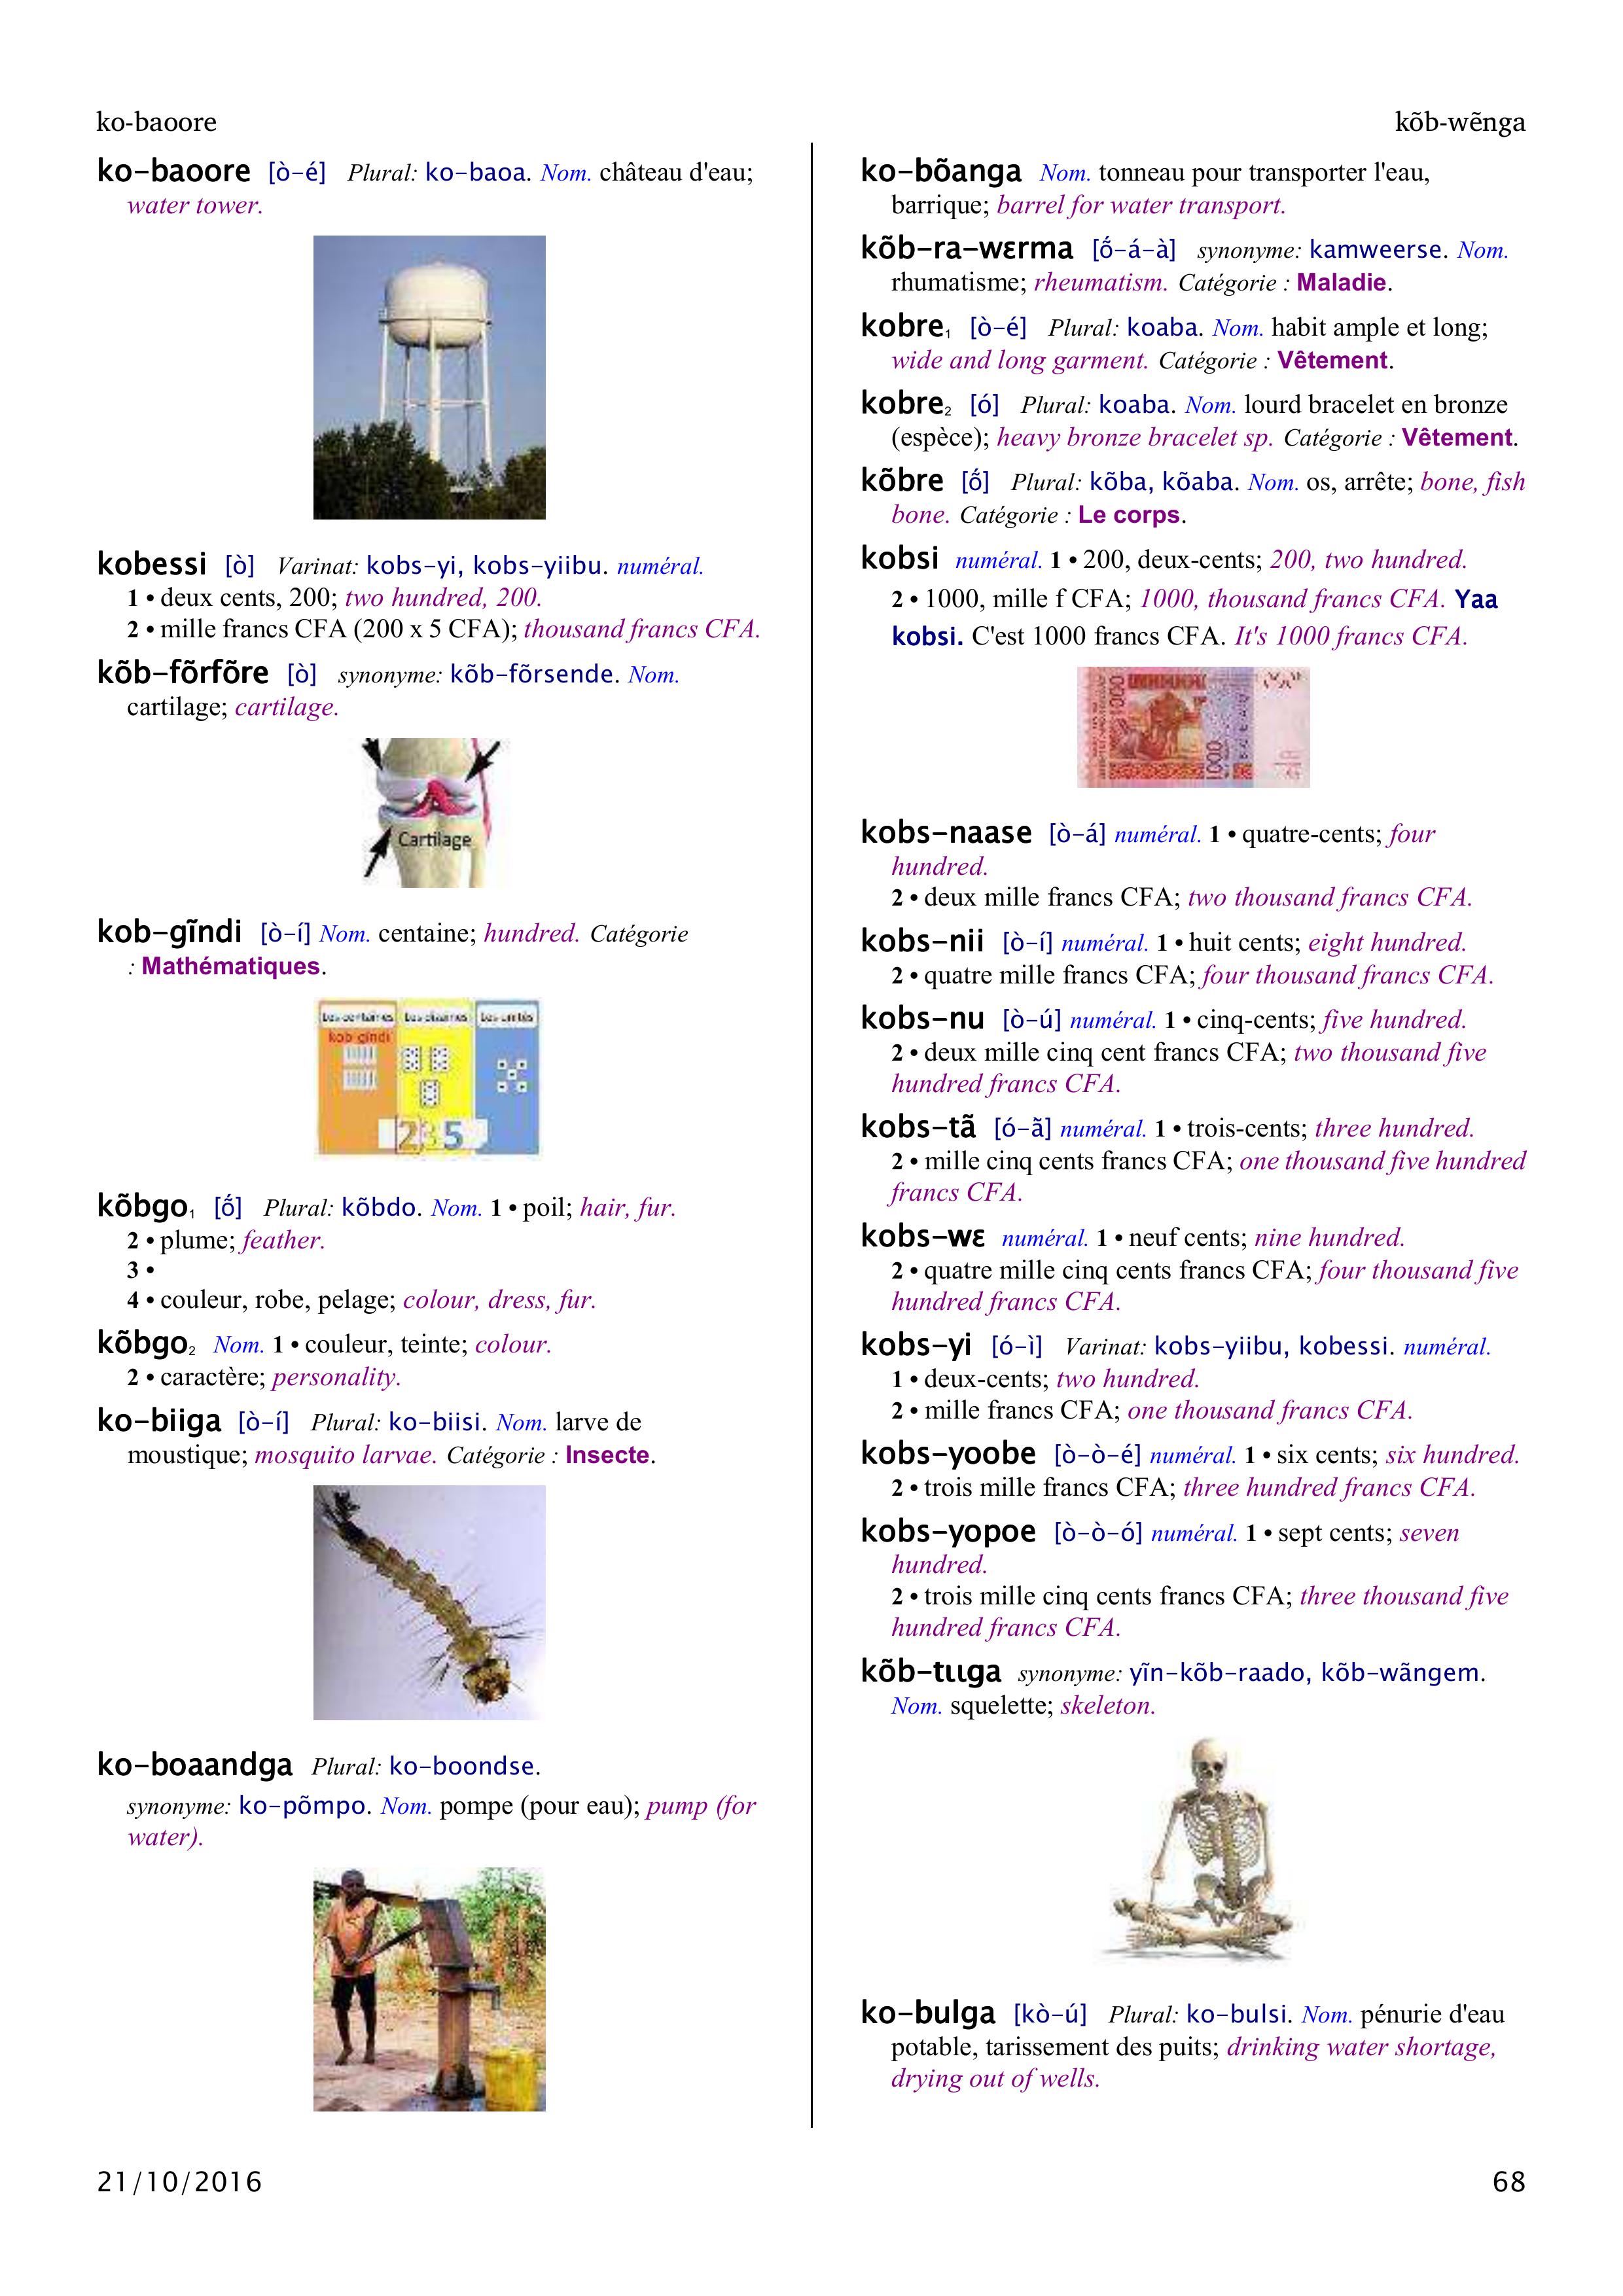 ko-baoore
kõb-wẽnga
ko-baoore [ò-é] Plural: ko-baoa. Nom. château d'eau;
water tower.
kobessi [ò] Varinat: kobs-yi, kobs-yiibu. numéral.
1 • deux cents, 200; two hundred, 200.
2 • mille francs CFA (200 x 5 CFA); thousand francs CFA.
kõb-fõrfõre [ò] synonyme: kõb-fõrsende. Nom.
cartilage; cartilage.
Cartilage
kob-gĩndi [ò-í] Nom. centaine; hundred. Catégorie
: Mathématiques.
Les centaines Les dizaines Les unités
kob-gindi
235
kõbgo₁ [ṍ] Plural: kõbdo. Nom. 1 • poil; hair, fur.
2 • plume; feather.
3 •
4 • couleur, robe, pelage; colour, dress, fur.
kõbgo₂ Nom. 1 • couleur, teinte; colour.
2 • caractère; personality.
ko-biiga [ò-í] Plural: ko-biisi. Nom. larve de
moustique; mosquito larvae. Catégorie : Insecte.
ko-boaandga Plural: ko-boondse.
synonyme: ko-põmpo. Nom. pompe (pour eau); pump (for
water).
ko-bõanga Nom. tonneau pour transporter l'eau,
barrique; barrel for water transport.
kõb-ra-wɛrma [ṍ-á-à] synonyme: kamweerse. Nom.
rhumatisme; rheumatism. Catégorie : Maladie.
kobre₁ [ò-é] Plural: koaba. Nom. habit ample et long;
wide and long garment. Catégorie : Vêtement.
kobre₂ [ó] Plural: koaba. Nom. lourd bracelet en bronze
(espèce); heavy bronze bracelet sp. Catégorie : Vêtement.
kõbre [ṍ] Plural: kõba, kõaba. Nom. os, arrête; bone, fish
bone. Catégorie : Le corps.
kobsi numéral. 1 • 200, deux-cents; 200, two hundred.
2 • 1000, mille f CFA; 1000, thousand francs CFA. Yaa
kobsi. C'est 1000 francs CFA. It's 1000 francs CFA.
1000
1000
kobs-naase [ò-á] numéral. 1 • quatre-cents; four
hundred.
2 • deux mille francs CFA; two thousand francs CFA.
kobs-nii [ò-í] numéral. 1 • huit cents; eight hundred.
2 • quatre mille francs CFA; four thousand francs CFA.
kobs-nu [ò-ú] numéral. 1 • cinq-cents; five hundred.
2 • deux mille cinq cent francs CFA; two thousand five
hundred francs CFA.
kobs-tã [ó-ã̀] numéral. 1 • trois-cents; three hundred.
2 • mille cinq cents francs CFA; one thousand five hundred
francs CFA.
kobs-wɛ numéral. 1 • neuf cents; nine hundred.
2 • quatre mille cinq cents francs CFA; four thousand five
hundred francs CFA.
kobs-yi [ó-ì] Varinat: kobs-yiibu, kobessi. numéral.
1 • deux-cents; two hundred.
2 • mille francs CFA; one thousand francs CFA.
kobs-yoobe [ò-ò-é] numéral. 1 • six cents; six hundred.
2 • trois mille francs CFA; three hundred francs CFA.
kobs-yopoe [ò-ò-ó] numéral. 1 • sept cents; seven
hundred.
2 • trois mille cinq cents francs CFA; three thousand five
hundred francs CFA.
kõb-tɩɩga synonyme: yĩn-kõb-raado, kõb-wãngem.
Nom. squelette; skeleton.
ko-bulga [kò-ú] Plural: ko-bulsi. Nom. pénurie d'eau
potable, tarissement des puits; drinking water shortage,
drying out of wells.
21/10/2016
68